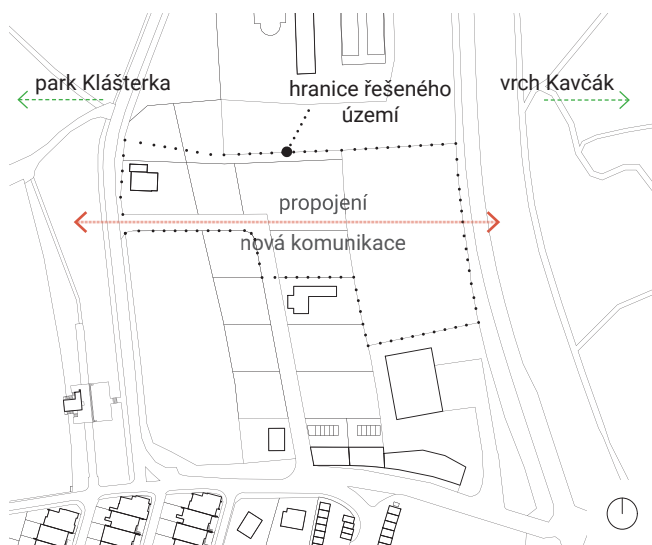 park Klášterka
hranice řešeného
území
vrch Kavčák
propojení
nová komunikace